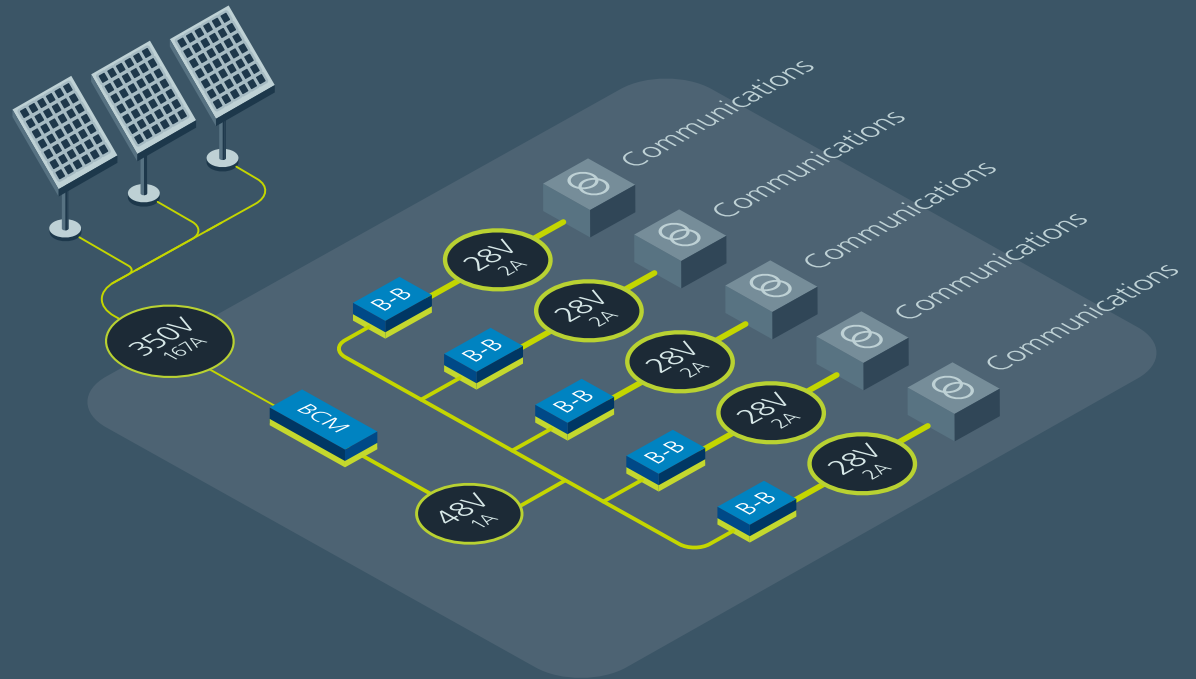 Communications
Communications
Communications
Communications
Communications
28V
2A
28V
2A
28V
2A
28V
2A
28V
2A
B-B
B-B
B-B
B-B
B-B
350V
167A
BCM
48V
1A